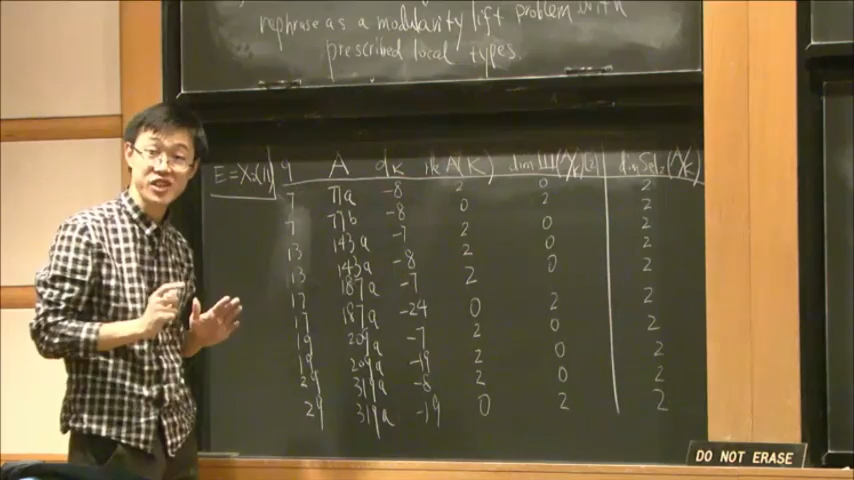 rephrase as a modularity lift problem with
prescribed local types.
E = X₀(11) q A d_K rk A(K) dim Ш(A/K)[2] dim Sel₂(A/K)
7 77a -8 2 0 2
7 77b -8 0 2 2
13 143a -7 2 0 2
13 143a -8 2 0 2
17 187a -7 2 0 2
17 187a -24 0 2 2
19 209a -7 2 0 2
19 209a -19 2 0 2
29 319a -8 2 0 2
29 319a -19 0 2 2
DO NOT ERASE